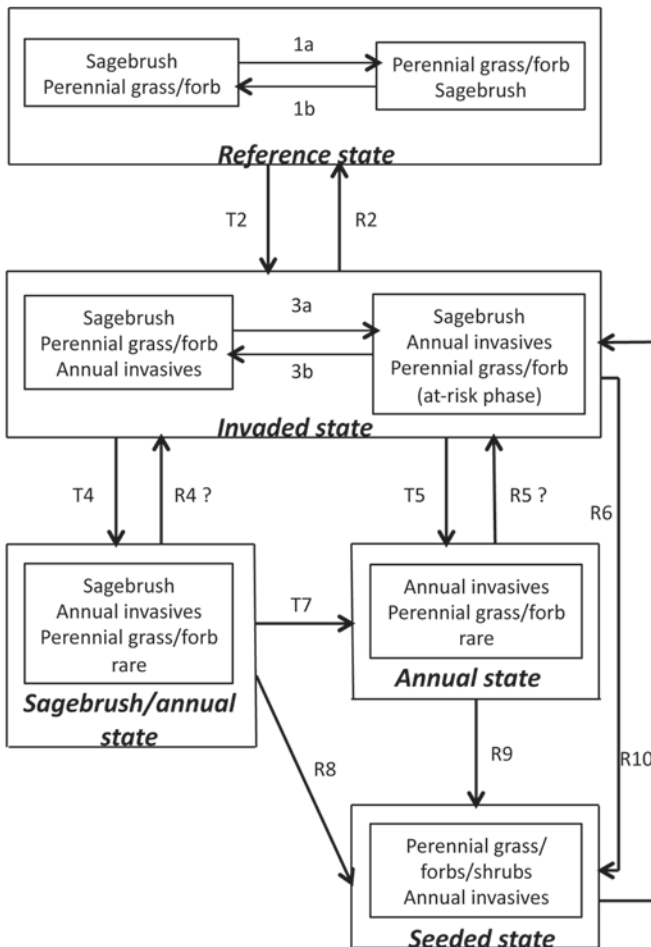 1a
Sagebrush
Perennial grass/forb
Perennial grass/forb
Sagebrush
1b
Reference state
T2
R2
Sagebrush
Perennial grass/forb
Annual invasives
3a
3b
Sagebrush
Annual invasives
Perennial grass/forb
(at-risk phase)
Invaded state
T4
R4 ?
T5
R5 ?
R6
Sagebrush
Annual invasives
Perennial grass/forb
rare
Sagebrush/annual
state
T7
Annual invasives
Perennial grass/forb
rare
Annual state
R8
R9
R10
Perennial grass/
forbs/shrubs
Annual invasives
Seeded state